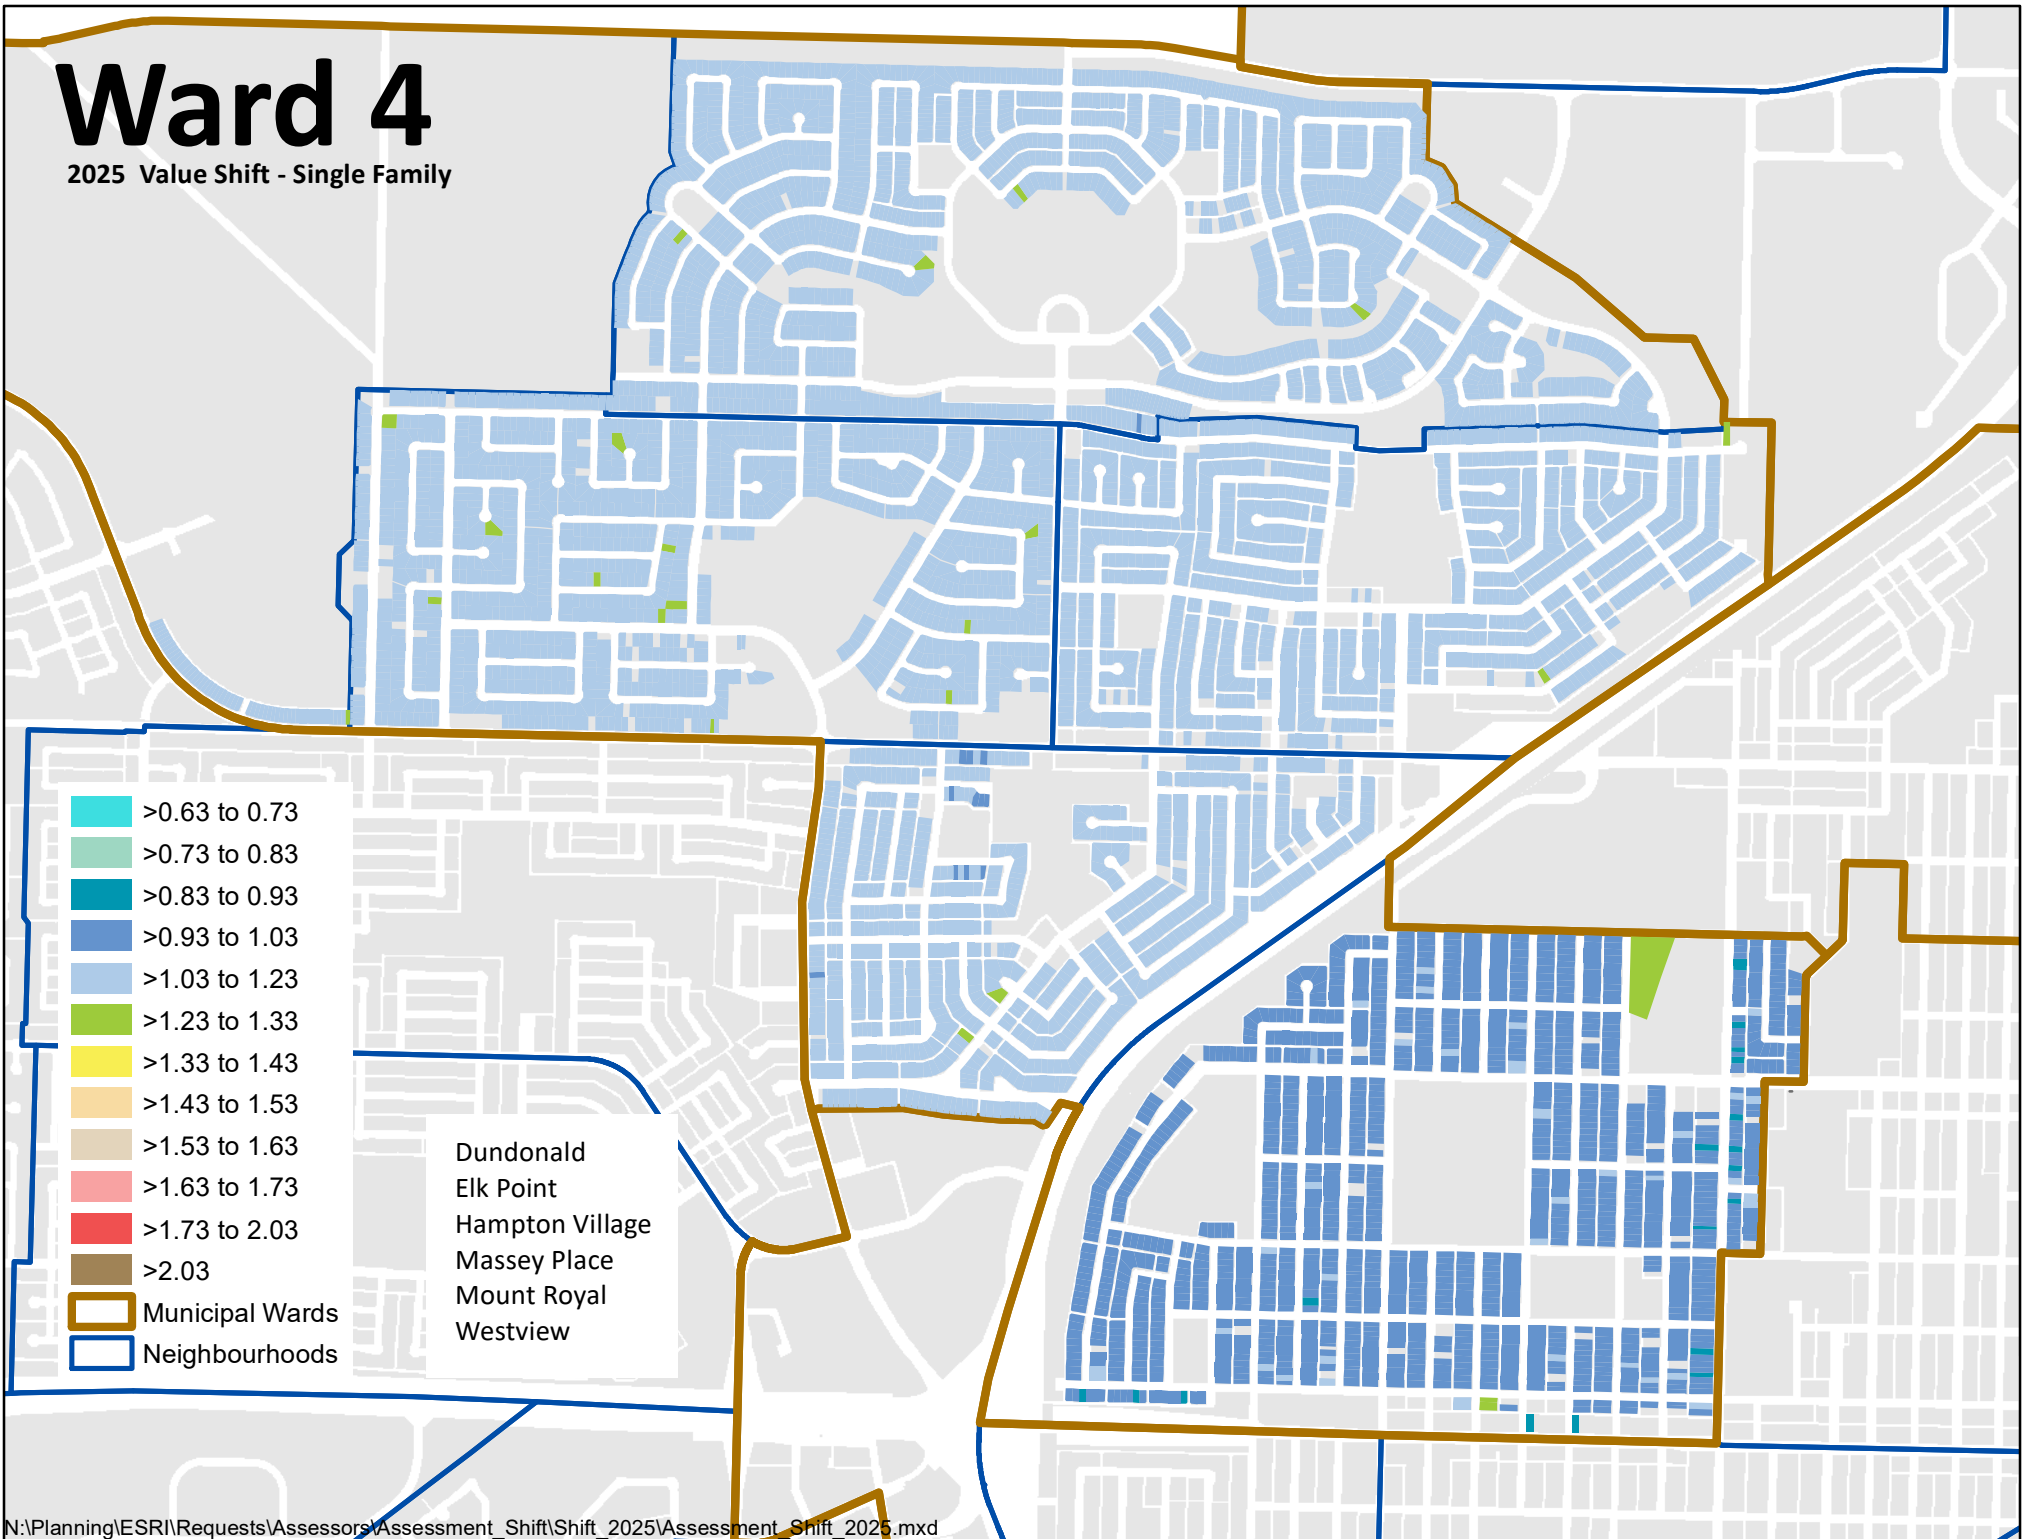 Ward 4
2025 Value Shift - Single Family
>0.63 to 0.73
>0.73 to 0.83
>0.83 to 0.93
>0.93 to 1.03
>1.03 to 1.23
>1.23 to 1.33
>1.33 to 1.43
>1.43 to 1.53
>1.53 to 1.63
>1.63 to 1.73
>1.73 to 2.03
>2.03
Municipal Wards
Neighbourhoods
Dundonald
Elk Point
Hampton Village
Massey Place
Mount Royal
Westview
N:\Planning\ESRI\Requests\Assessors\Assessment_Shift\Shift_2025\Assessment_Shift_2025.mxd